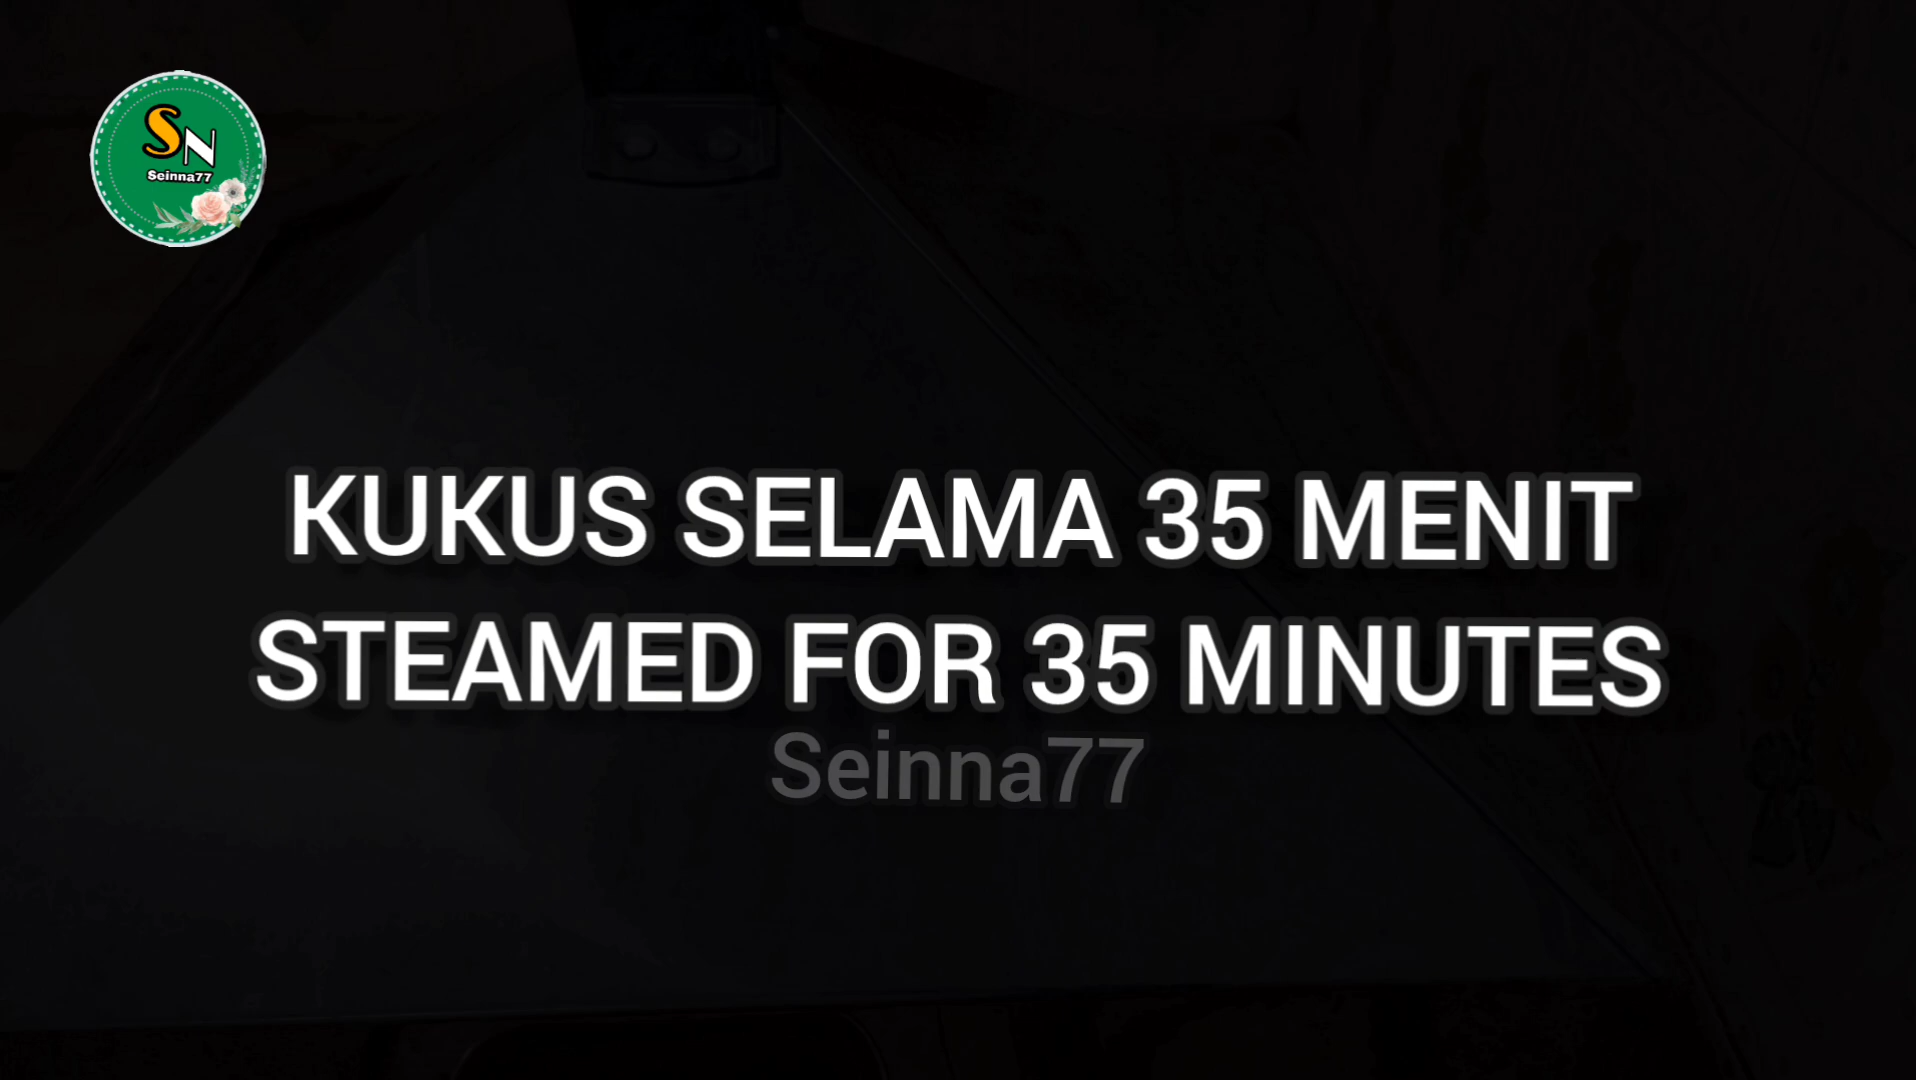 SN
Seinna77
KUKUS SELAMA 35 MENIT
STEAMED FOR 35 MINUTES
Seinna77